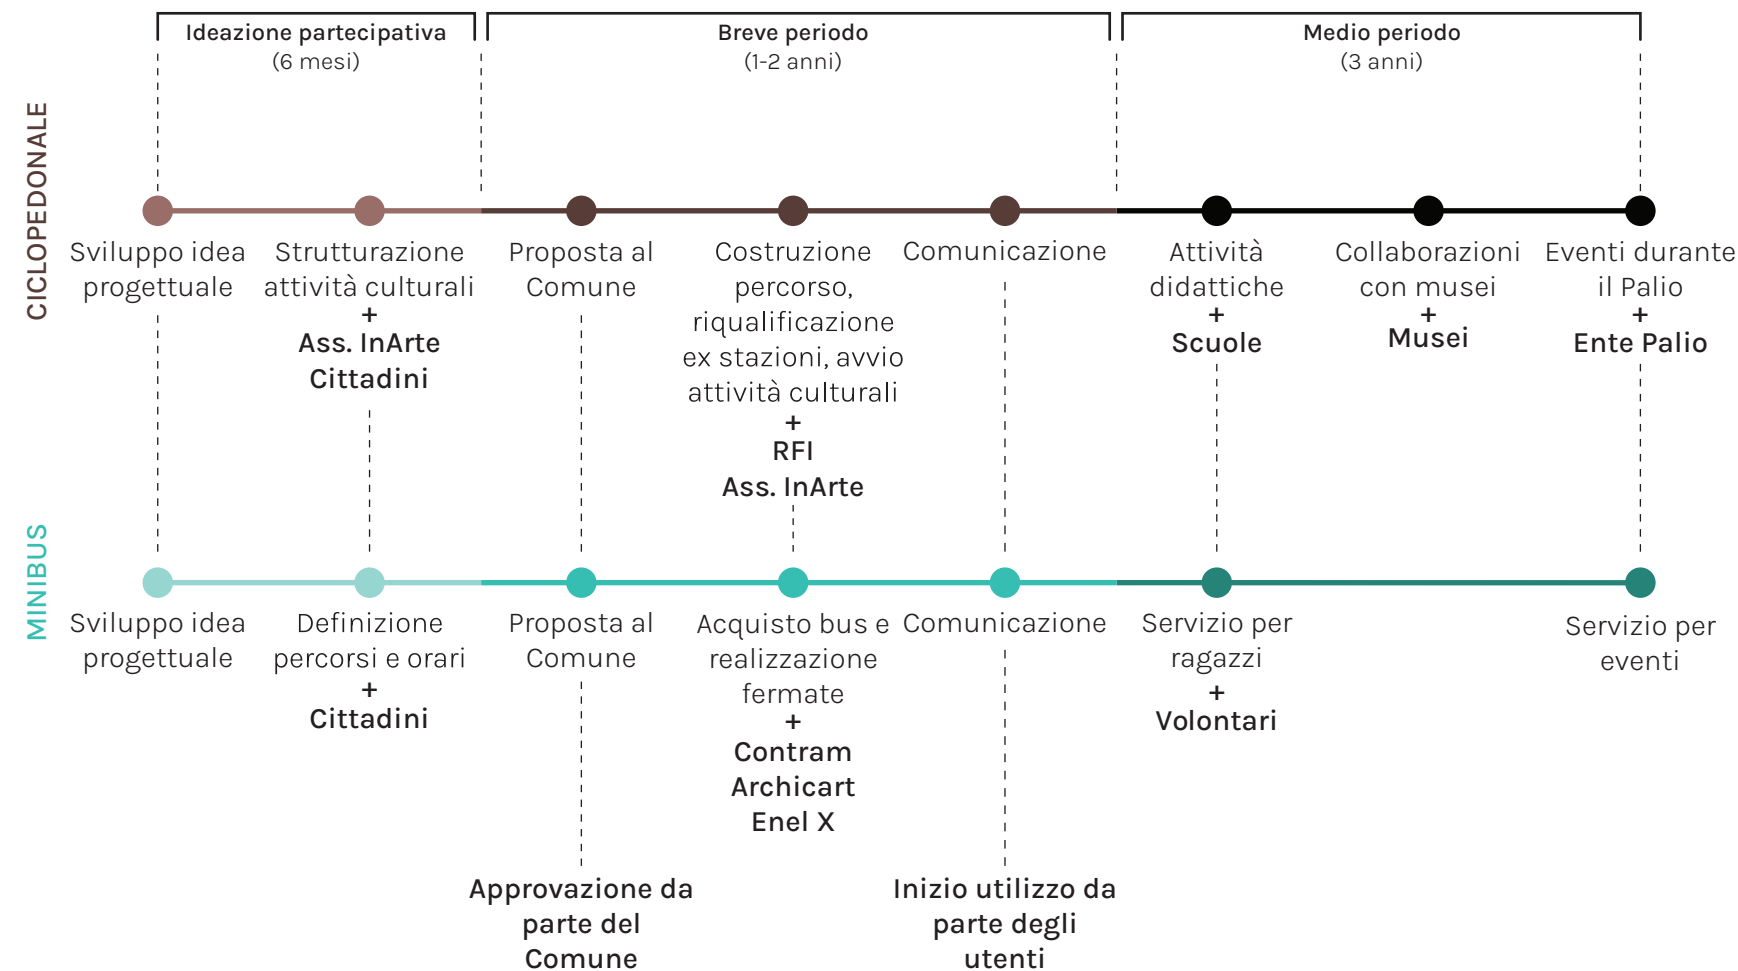 Ideazione partecipativa
(6 mesi)
Breve periodo
(1-2 anni)
Medio periodo
(3 anni)
CICLOPEDONALE
Sviluppo idea
progettuale
Strutturazione
attività culturali
+
Ass. InArte
Cittadini
Proposta al
Comune
Costruzione
percorso,
riqualificazione
ex stazioni, avvio
attività culturali
+
RFI
Ass. InArte
Comunicazione
Attività
didattiche
+
Scuole
Collaborazioni
con musei
+
Musei
Eventi durante
il Palio
+
Ente Palio
MINIBUS
Sviluppo idea
progettuale
Definizione
percorsi e orari
+
Cittadini
Proposta al
Comune
Acquisto bus e
realizzazione
fermate
+
Contram
Archicart
Enel X
Comunicazione
Servizio per
ragazzi
+
Volontari
Servizio per
eventi
Approvazione da
parte del
Comune
Inizio utilizzo da
parte degli
utenti